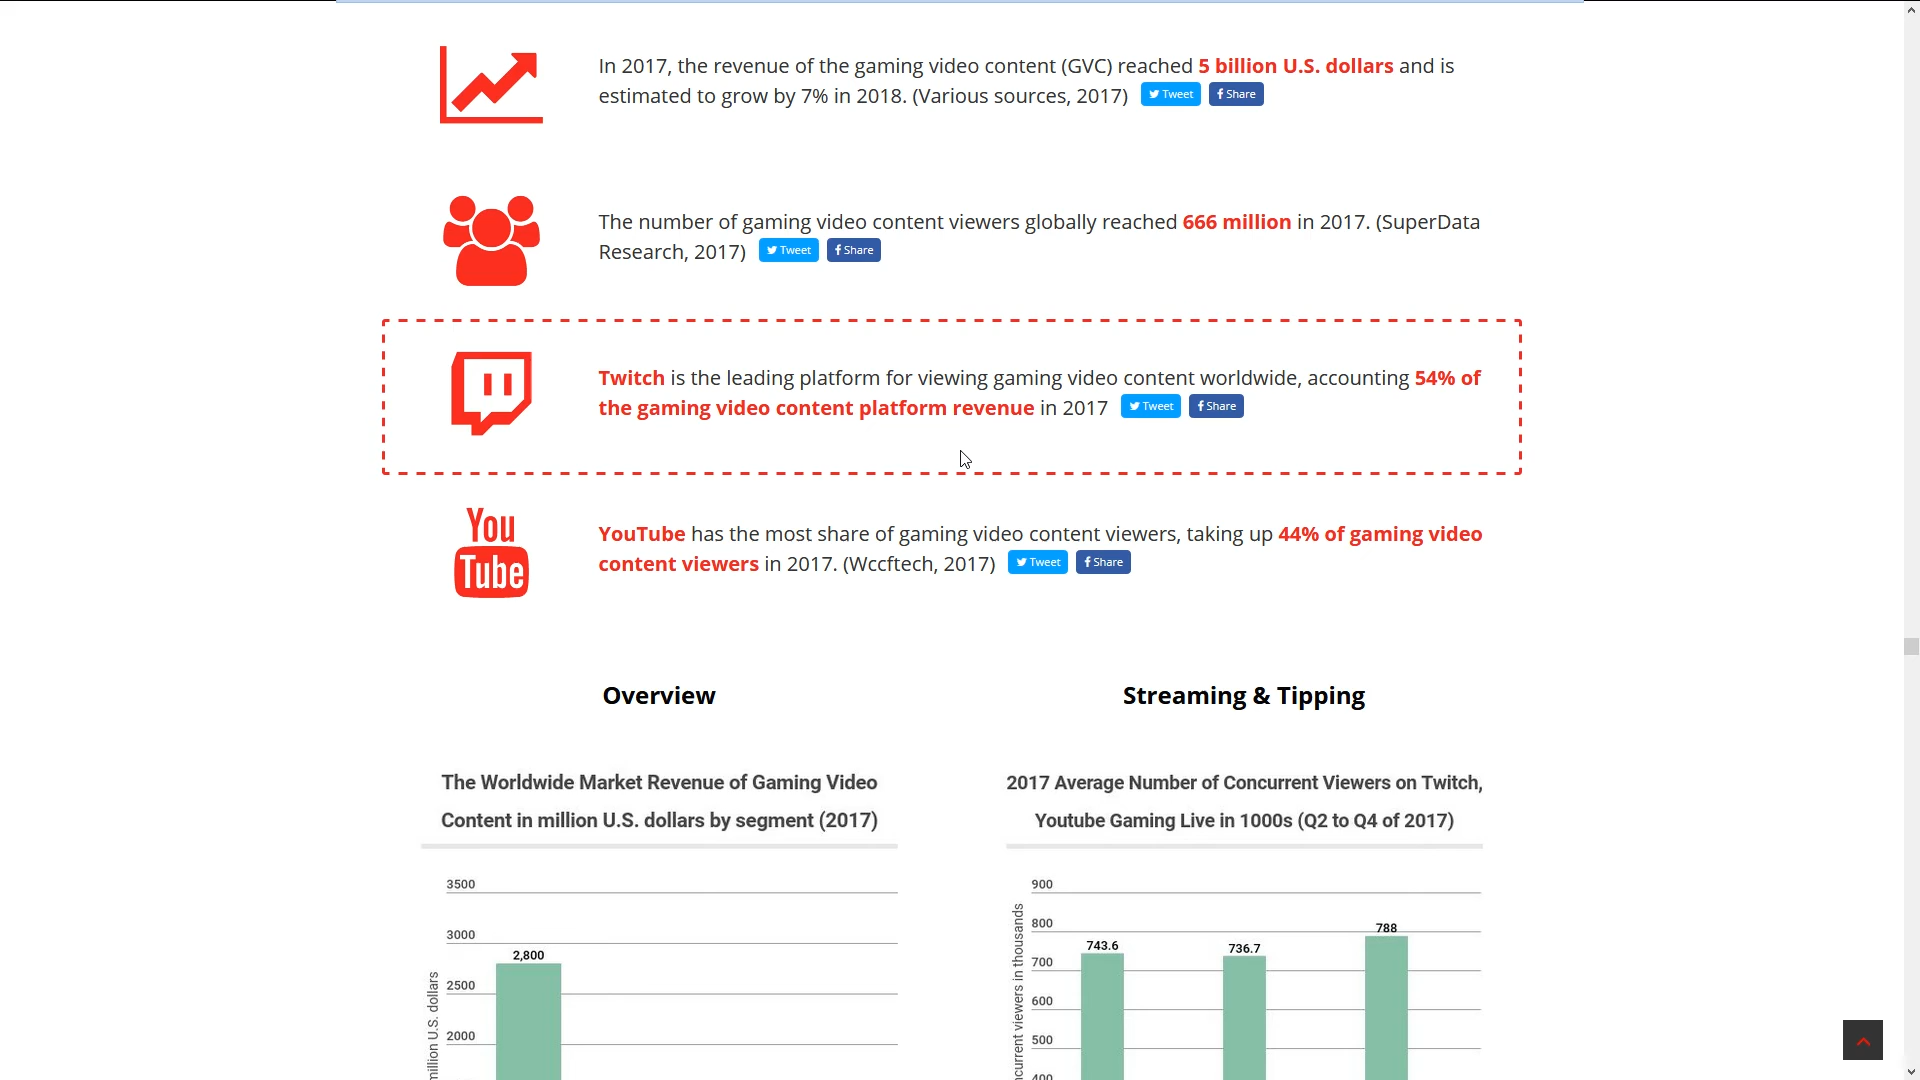 In 2017, the revenue of the gaming video content (GVC) reached 5 billion U.S. dollars and is
estimated to grow by 7% in 2018. (Various sources, 2017) Tweet Share
The number of gaming video content viewers globally reached 666 million in 2017. (SuperData
Research, 2017) Tweet Share
Twitch is the leading platform for viewing gaming video content worldwide, accounting 54% of
the gaming video content platform revenue in 2017 Tweet Share
You
Tube
YouTube has the most share of gaming video content viewers, taking up 44% of gaming video
content viewers in 2017. (Wccftech, 2017) Tweet Share
Overview
The Worldwide Market Revenue of Gaming Video
Content in million U.S. dollars by segment (2017)
3500
3000
2,800
2500
2000
million U.S. dollars
Streaming & Tipping
2017 Average Number of Concurrent Viewers on Twitch,
Youtube Gaming Live in 1000s (Q2 to Q4 of 2017)
900
800
788
743.6
736.7
700
600
500
400
viewers in thousands